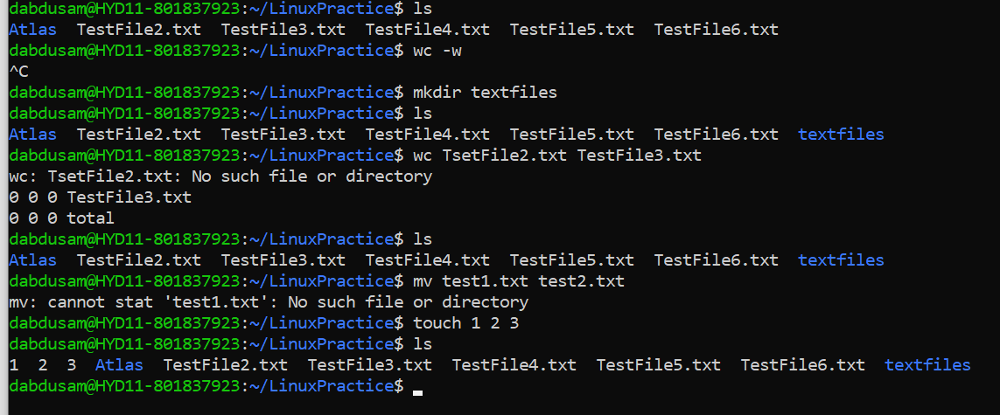 dabdusam@HYD11-801837923:~/LinuxPractice$ ls
Atlas  TestFile2.txt  TestFile3.txt  TestFile4.txt  TestFile5.txt  TestFile6.txt
dabdusam@HYD11-801837923:~/LinuxPractice$ wc -w
^C
dabdusam@HYD11-801837923:~/LinuxPractice$ mkdir textfiles
dabdusam@HYD11-801837923:~/LinuxPractice$ ls
Atlas  TestFile2.txt  TestFile3.txt  TestFile4.txt  TestFile5.txt  TestFile6.txt  textfiles
dabdusam@HYD11-801837923:~/LinuxPractice$ wc TsetFile2.txt TestFile3.txt
wc: TsetFile2.txt: No such file or directory
0 0 0 TestFile3.txt
0 0 0 total
dabdusam@HYD11-801837923:~/LinuxPractice$ ls
Atlas  TestFile2.txt  TestFile3.txt  TestFile4.txt  TestFile5.txt  TestFile6.txt  textfiles
dabdusam@HYD11-801837923:~/LinuxPractice$ mv test1.txt test2.txt
mv: cannot stat 'test1.txt': No such file or directory
dabdusam@HYD11-801837923:~/LinuxPractice$ touch 1 2 3
dabdusam@HYD11-801837923:~/LinuxPractice$ ls
1  2  3  Atlas  TestFile2.txt  TestFile3.txt  TestFile4.txt  TestFile5.txt  TestFile6.txt  textfiles
dabdusam@HYD11-801837923:~/LinuxPractice$